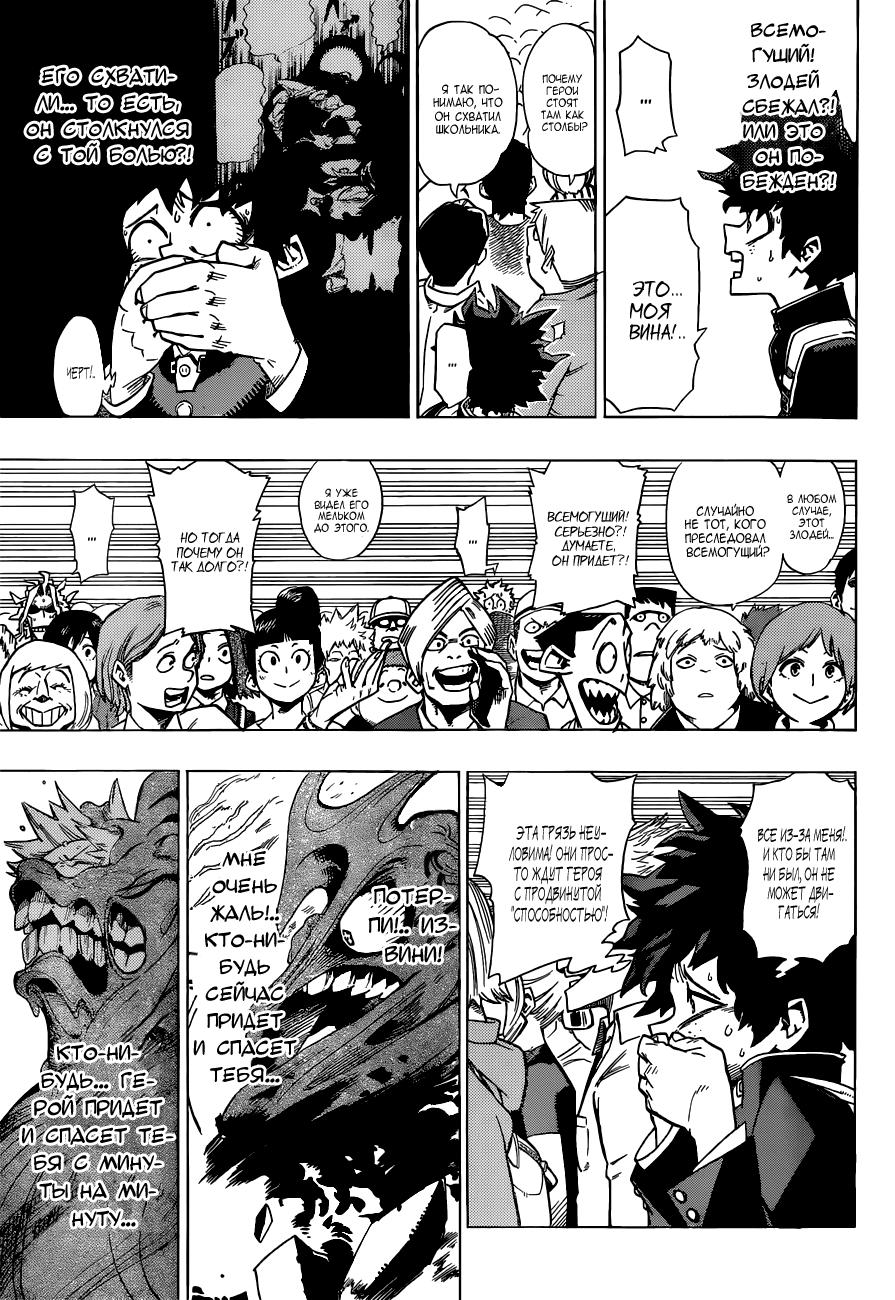 ВСЕМО-
ГУЩИЙ!
ЗЛОДЕЙ
СБЕЖАЛ?!
ИЛИ ЭТО
ОН ПО-
БЕЖДЕН?!
...
ЭТО...
МОЯ
ВИНА!..
ПОЧЕМУ
ГЕРОИ
СТОЯТ
ТАМ КАК
СТОЛБЫ?
Я ТАК ПО-
НИМАЮ, ЧТО
ОН СХВАТИЛ
ШКОЛЬНИКА.
...
ЕГО СХВАТИ-
ЛИ... ТО ЕСТЬ,
ОН СТОЛКНУЛСЯ
С ТОЙ БОЛЬЮ?!
ЧЕРТ!..
В ЛЮБОМ
СЛУЧАЕ,
ЭТОТ
ЗЛОДЕЙ...
СЛУЧАЙНО
НЕ ТОТ, КОГО
ПРЕСЛЕДОВАЛ
ВСЕМОГУЩИЙ?
ВСЕМОГУЩИЙ!
СЕРЬЕЗНО?!
ДУМАЕТЕ,
ОН ПРИДЕТ?!
...
Я УЖЕ
ВИДЕЛ ЕГО
МЕЛЬКОМ
ДО ЭТОГО.
НО ТОГДА
ПОЧЕМУ ОН
ТАК ДОЛГО?!
...
ВСЕ ИЗ-ЗА МЕНЯ!.
И КТО БЫ ТАМ
НИ БЫЛ, ОН НЕ
МОЖЕТ ДВИ-
ГАТЬСЯ!
ЭТА ГРЯЗЬ НЕУ-
ЛОВИМА! ОНИ ПРОС-
ТО ЖДУТ ГЕРОЯ
С ПРОДВИНУТОЙ
"СПОСОБНОСТЬЮ"!
ПОТЕР-
ПИ!.. ИЗ-
ВИНИ!
МНЕ
ОЧЕНЬ
ЖАЛЬ!..
КТО-НИ-
БУДЬ
СЕЙЧАС
ПРИДЕТ
И СПАСЕТ
ТЕБЯ...
КТО-НИ-
БУДЬ... ГЕ-
РОЙ ПРИДЕТ
И СПАСЕТ ТЕ-
БЯ С МИНУ-
ТЫ НА МИ-
НУТУ...